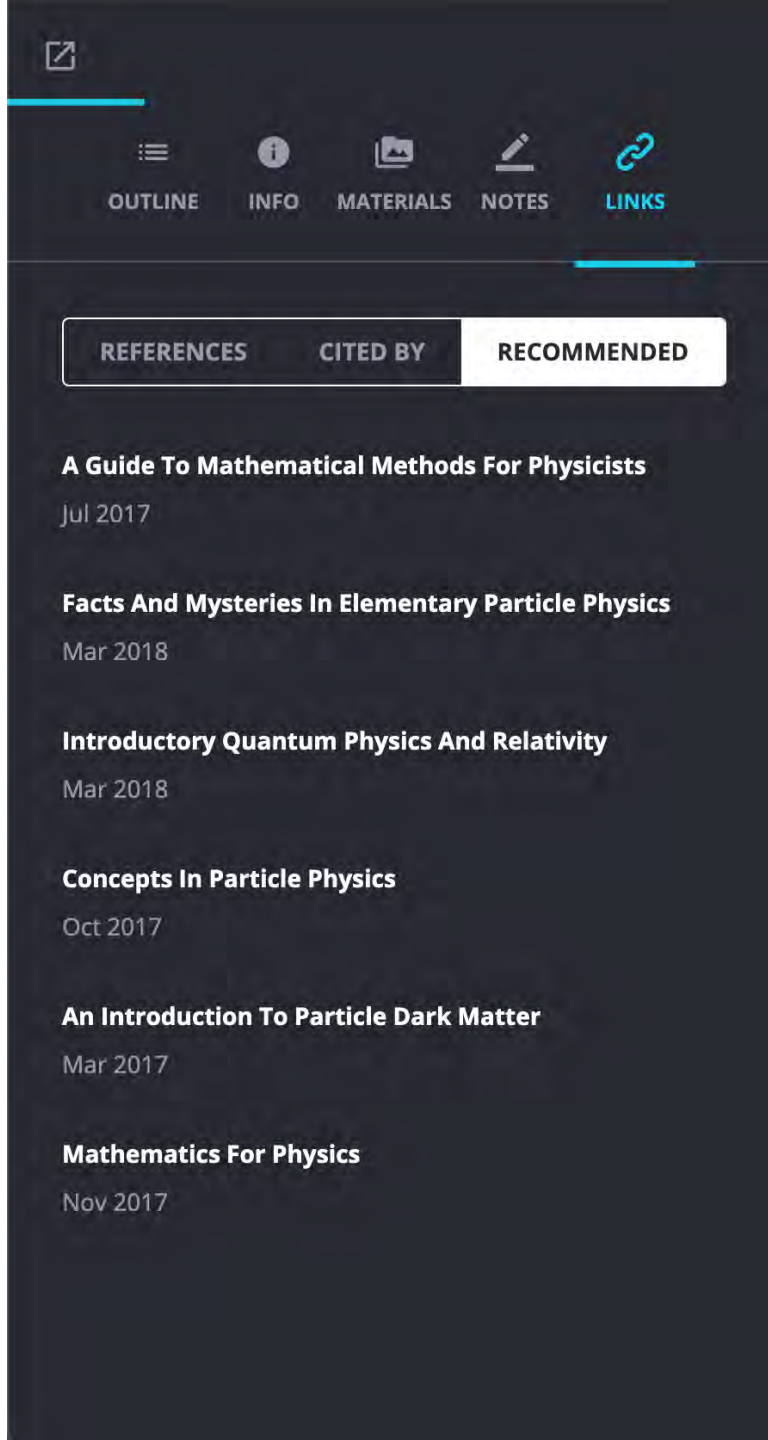 OUTLINE INFO MATERIALS NOTES LINKS
REFERENCES CITED BY RECOMMENDED
A Guide To Mathematical Methods For Physicists
Jul 2017
Facts And Mysteries In Elementary Particle Physics
Mar 2018
Introductory Quantum Physics And Relativity
Mar 2018
Concepts In Particle Physics
Oct 2017
An Introduction To Particle Dark Matter
Mar 2017
Mathematics For Physics
Nov 2017